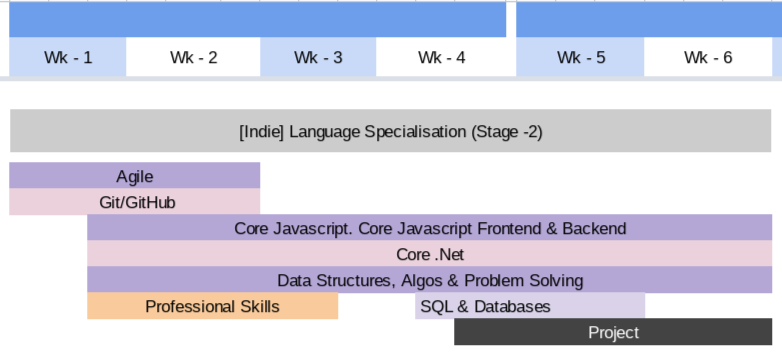 Wk - 1 Wk - 2 Wk - 3 Wk - 4 Wk - 5 Wk - 6
[Indie] Language Specialisation (Stage -2)
Agile
Git/GitHub
Core Javascript. Core Javascript Frontend & Backend
Core .Net
Data Structures, Algos & Problem Solving
Professional Skills SQL & Databases
Project